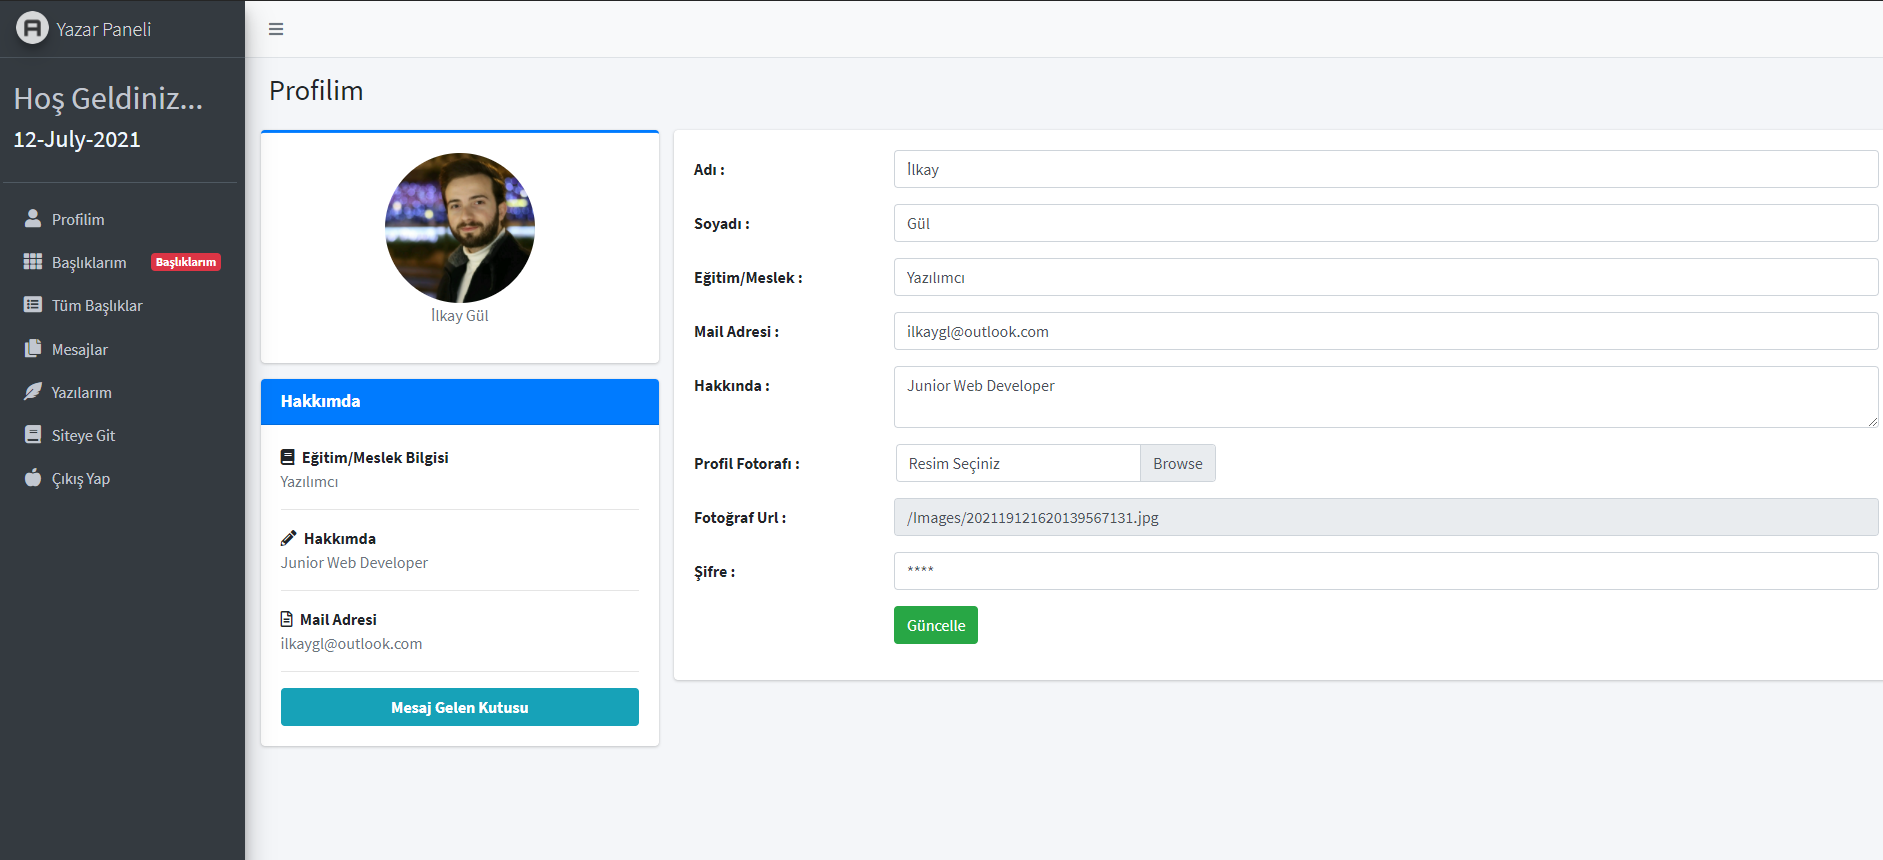 A Yazar Paneli
Hoş Geldiniz...
12-July-2021
Profilim
Başlıklarım Başlıklarım
Tüm Başlıklar
Mesajlar
Yazılarım
Siteye Git
Çıkış Yap
Profilim
İlkay Gül
Hakkımda
Eğitim/Meslek Bilgisi
Yazılımcı
Hakkımda
Junior Web Developer
Mail Adresi
ilkaygl@outlook.com
Mesaj Gelen Kutusu
Adı : İlkay
Soyadı : Gül
Eğitim/Meslek : Yazılımcı
Mail Adresi : ilkaygl@outlook.com
Hakkında : Junior Web Developer
Profil Fotorafı : Resim Seçiniz Browse
Fotoğraf Url : /Images/202119121620139567131.jpg
Şifre : ****
Güncelle